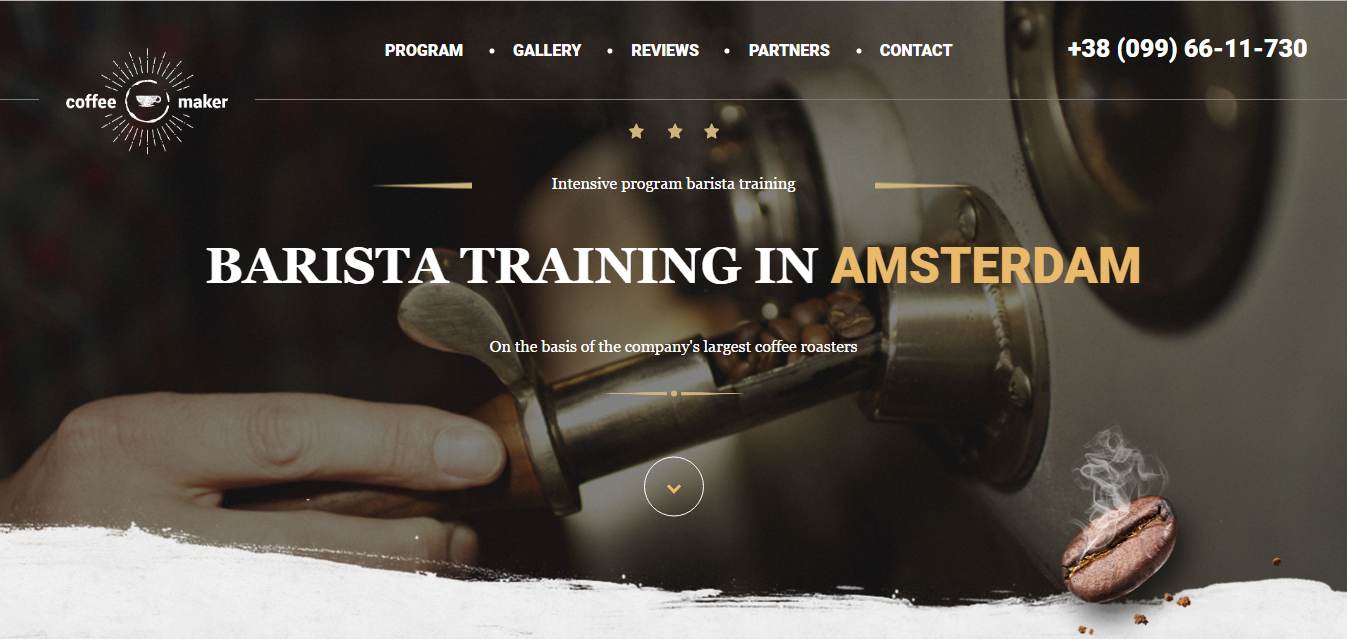 PROGRAM • GALLERY • REVIEWS • PARTNERS • CONTACT
+38 (099) 66-11-730
coffee maker
Intensive program barista training
BARISTA TRAINING IN AMSTERDAM
On the basis of the company's largest coffee roasters